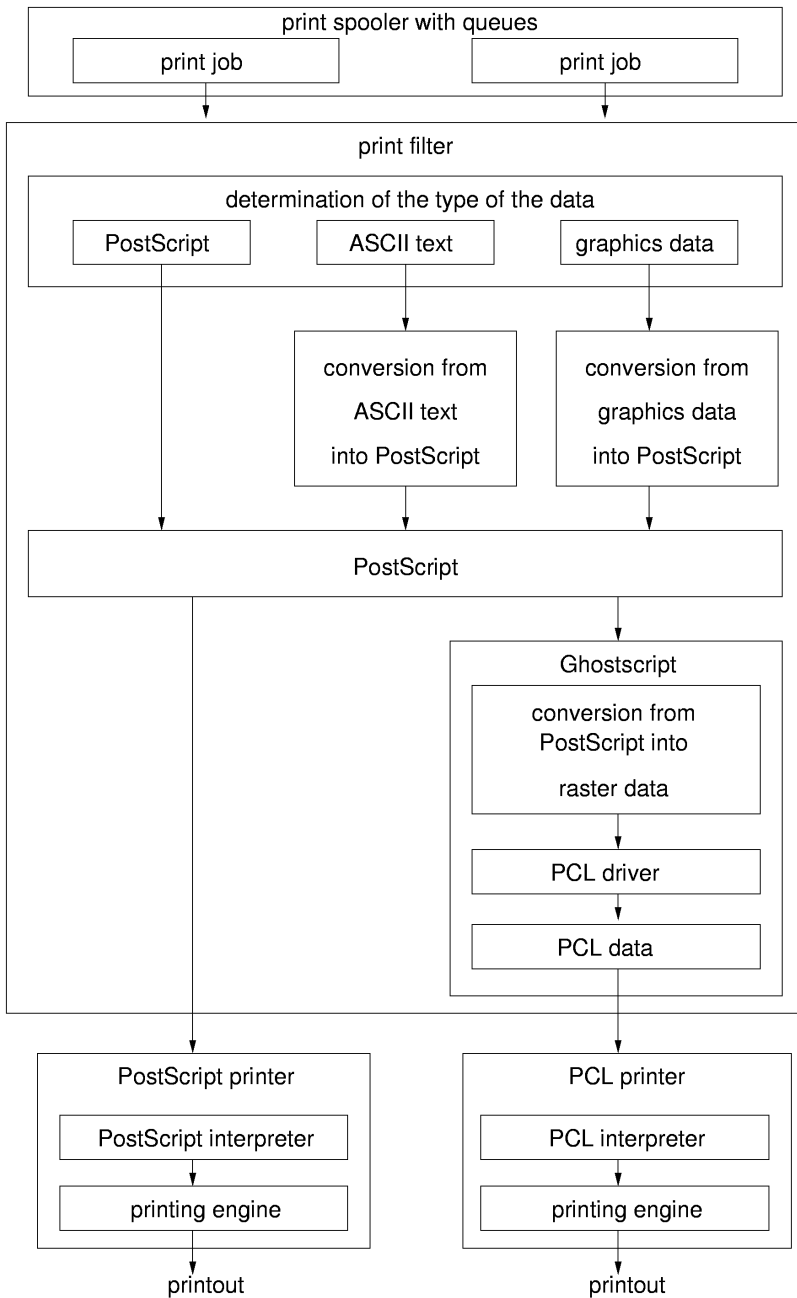 print spooler with queues
print job
print job
print filter
determination of the type of the data
PostScript
ASCII text
graphics data
conversion from
ASCII text
into PostScript
conversion from
graphics data
into PostScript
PostScript
Ghostscript
conversion from
PostScript into
raster data
PCL driver
PCL data
PostScript printer
PostScript interpreter
printing engine
printout
PCL printer
PCL interpreter
printing engine
printout